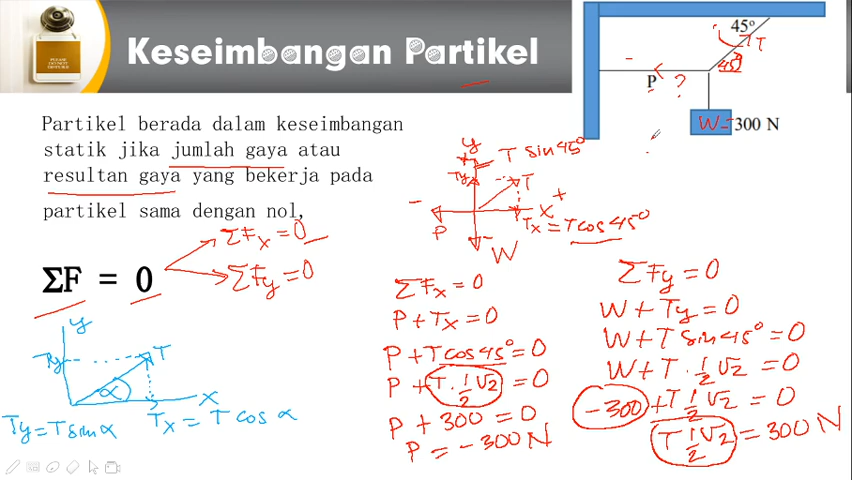 Keseimbangan Partikel
Partikel berada dalam keseimbangan
statik jika jumlah gaya atau
resultan gaya yang bekerja pada
partikel sama dengan nol,
ΣFx = 0
ΣF = 0
ΣFy = 0
y
Ty
T
α
x
Ty = T sin α
Tx = T cos α
45°
T
45°
P
?
W = 300 N
y
+
T sin 45°
Ty
T
-
+
x
P
Tx = T cos 45°
-
W
ΣFx = 0
P + Tx = 0
P + T cos 45° = 0
P + T · 1/2 √2 = 0
P + 300 = 0
P = -300 N
ΣFy = 0
W + Ty = 0
W + T sin 45° = 0
W + T · 1/2 √2 = 0
-300 + T 1/2 √2 = 0
T 1/2 √2 = 300 N